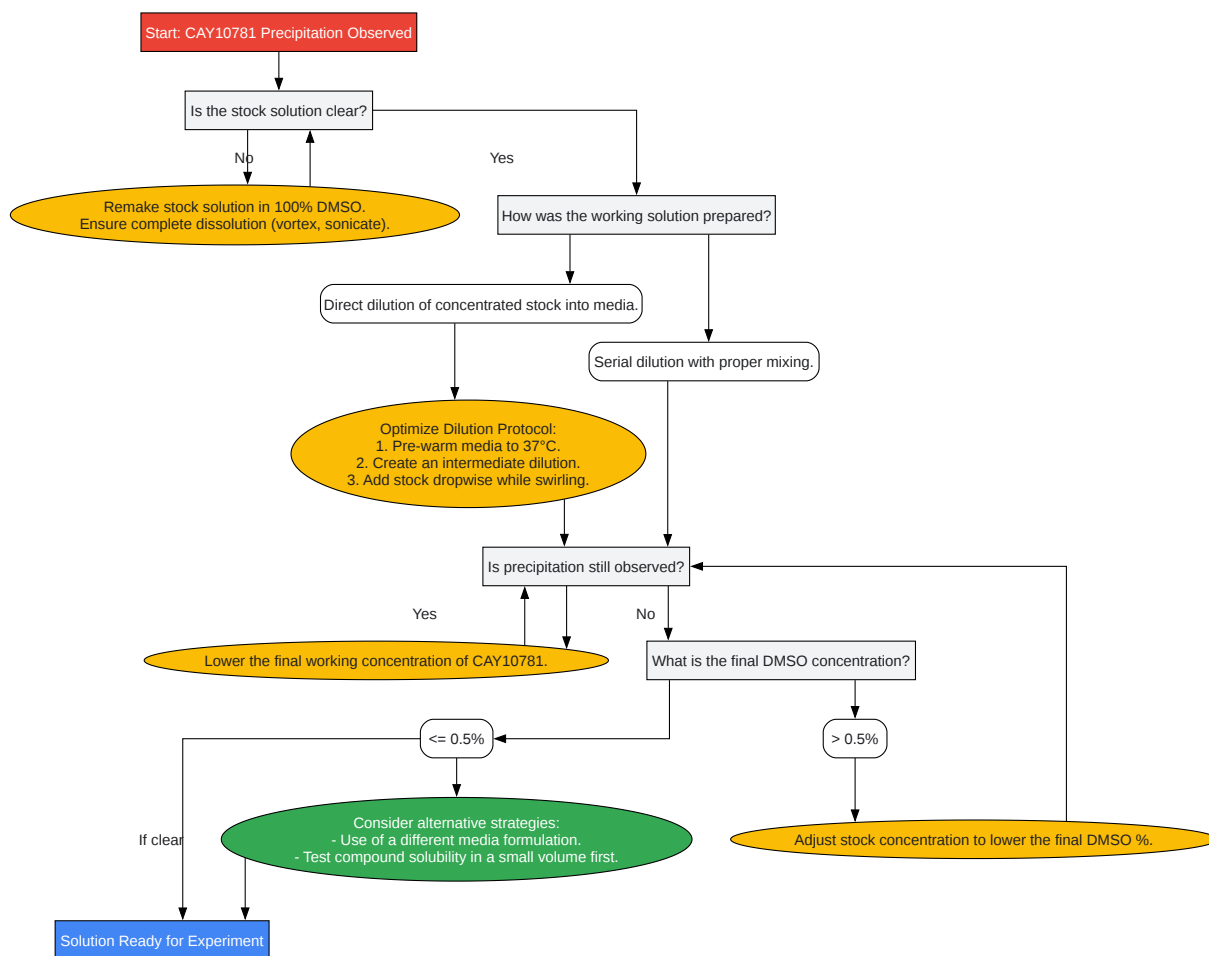 Start: CAY10781 Precipitation Observed
Is the stock solution clear?
No
Yes
Remake stock solution in 100% DMSO.
Ensure complete dissolution (vortex, sonicate).
How was the working solution prepared?
Direct dilution of concentrated stock into media.
Serial dilution with proper mixing.
Optimize Dilution Protocol:
1. Pre-warm media to 37°C.
2. Create an intermediate dilution.
3. Add stock dropwise while swirling.
Is precipitation still observed?
Yes
No
Lower the final working concentration of CAY10781.
What is the final DMSO concentration?
<= 0.5%
> 0.5%
Consider alternative strategies:
- Use of a different media formulation.
- Test compound solubility in a small volume first.
If clear
Adjust stock concentration to lower the final DMSO %.
Solution Ready for Experiment